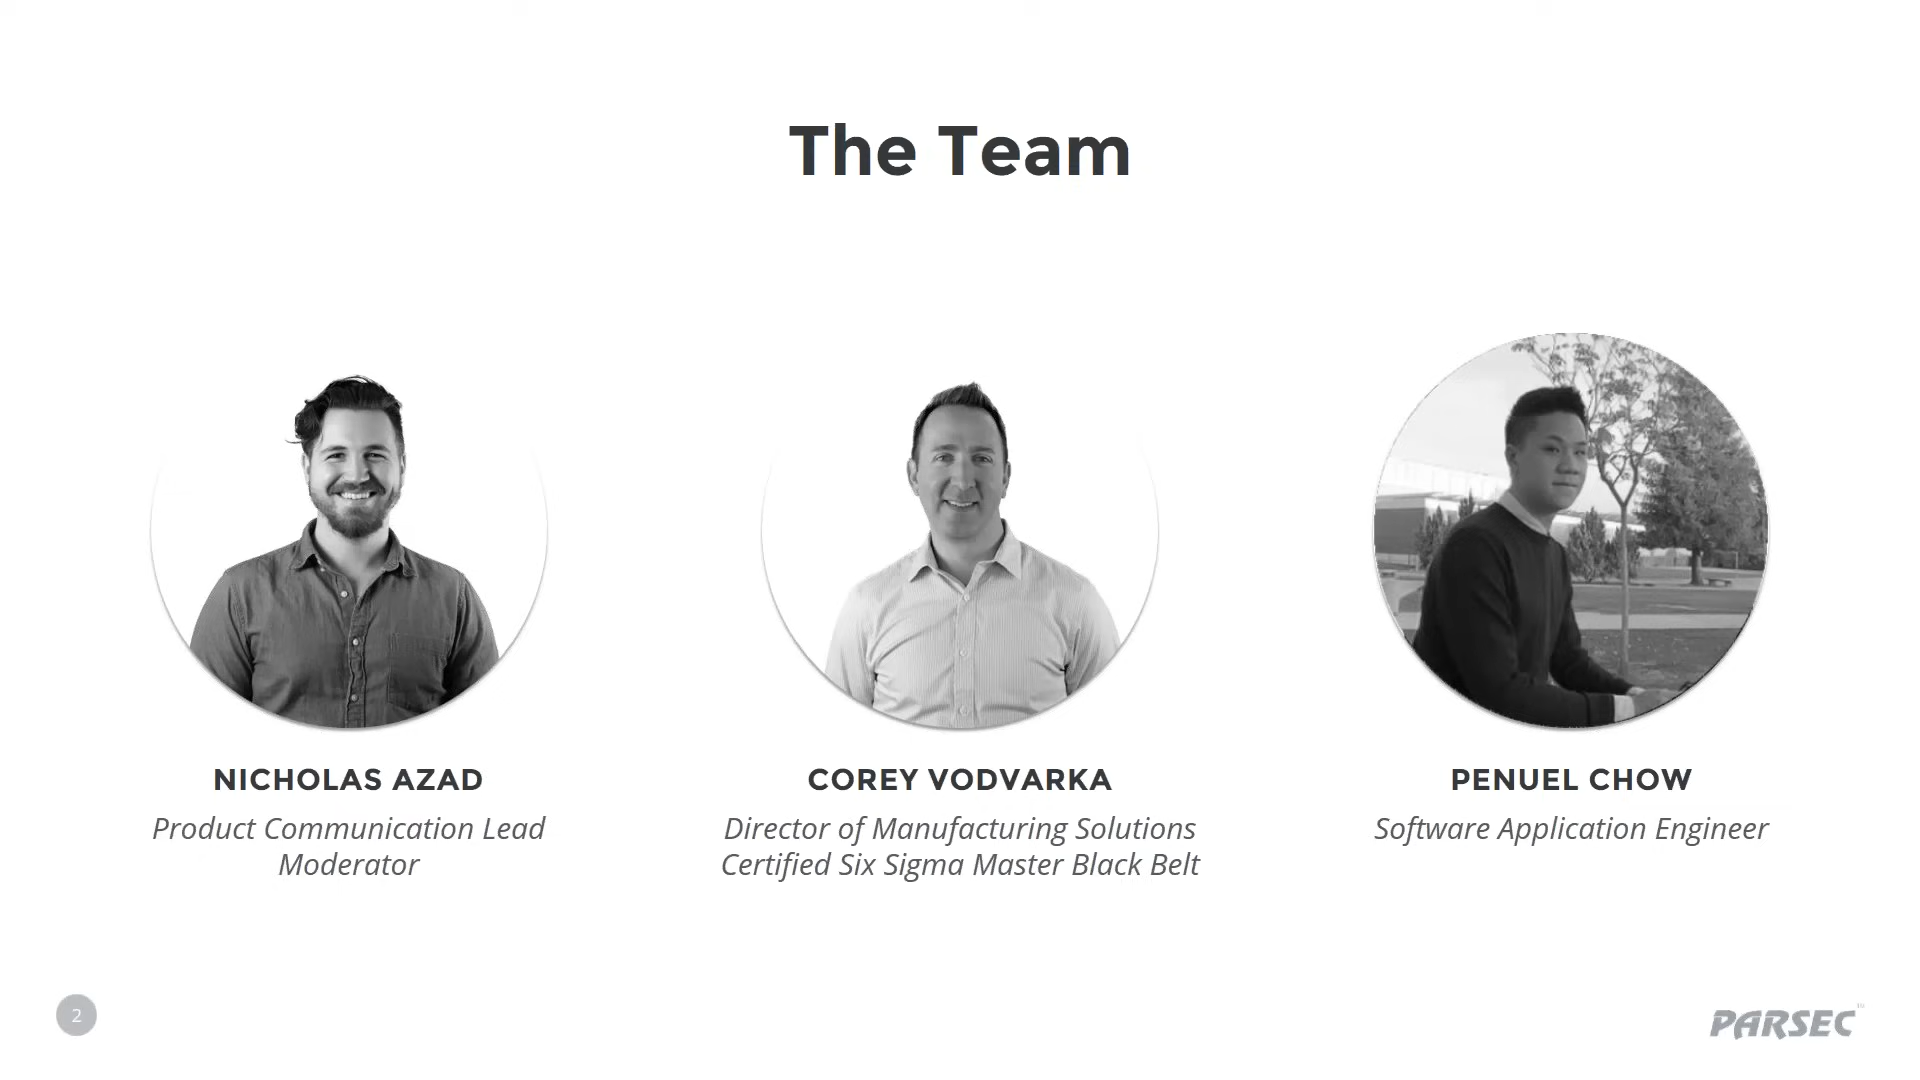 The Team
NICHOLAS AZAD
Product Communication Lead
Moderator
COREY VODVARKA
Director of Manufacturing Solutions
Certified Six Sigma Master Black Belt
PENUEL CHOW
Software Application Engineer
2
PARSEC™